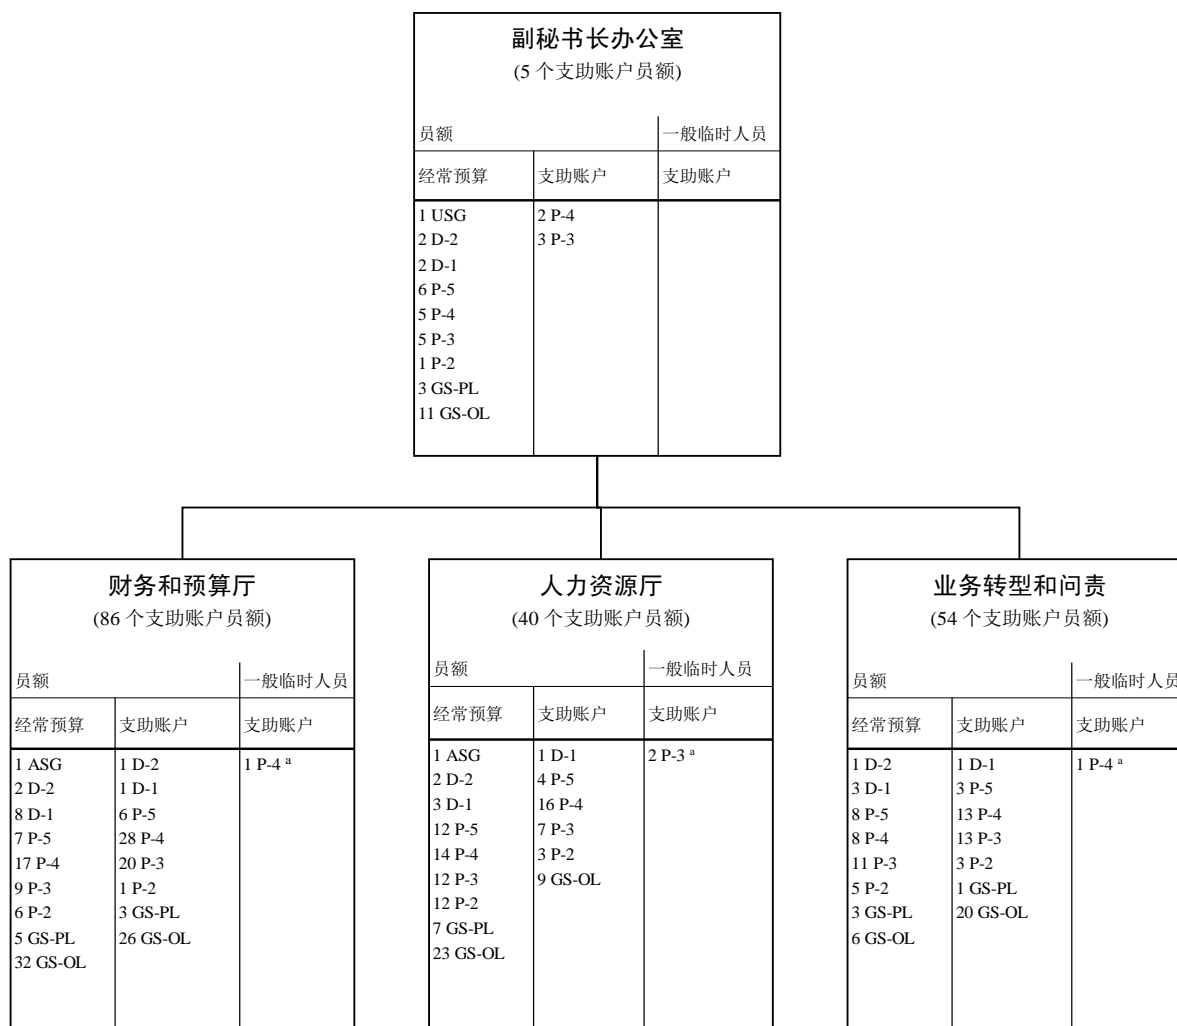 副秘书长办公室
(5 个支助账户员额)
员额 一般临时人员
经常预算 支助账户 支助账户
1 USG 2 P-4
2 D-2 3 P-3
2 D-1
6 P-5
5 P-4
5 P-3
1 P-2
3 GS-PL
11 GS-OL
财务和预算厅
(86 个支助账户员额)
员额 一般临时人员
经常预算 支助账户 支助账户
1 ASG 1 D-2 1 P-4 a
2 D-2 1 D-1
8 D-1 6 P-5
7 P-5 28 P-4
17 P-4 20 P-3
9 P-3 1 P-2
6 P-2 3 GS-PL
5 GS-PL 26 GS-OL
32 GS-OL
人力资源厅
(40 个支助账户员额)
员额 一般临时人员
经常预算 支助账户 支助账户
1 ASG 1 D-1 2 P-3 a
2 D-2 4 P-5
3 D-1 16 P-4
12 P-5 7 P-3
14 P-4 3 P-2
12 P-3 9 GS-OL
12 P-2
7 GS-PL
23 GS-OL
业务转型和问责
(54 个支助账户员额)
员额 一般临时人员
经常预算 支助账户 支助账户
1 D-2 1 D-1 1 P-4 a
3 D-1 3 P-5
8 P-5 13 P-4
8 P-4 13 P-3
11 P-3 3 P-2
5 P-2 1 GS-PL
3 GS-PL 20 GS-OL
6 GS-OL